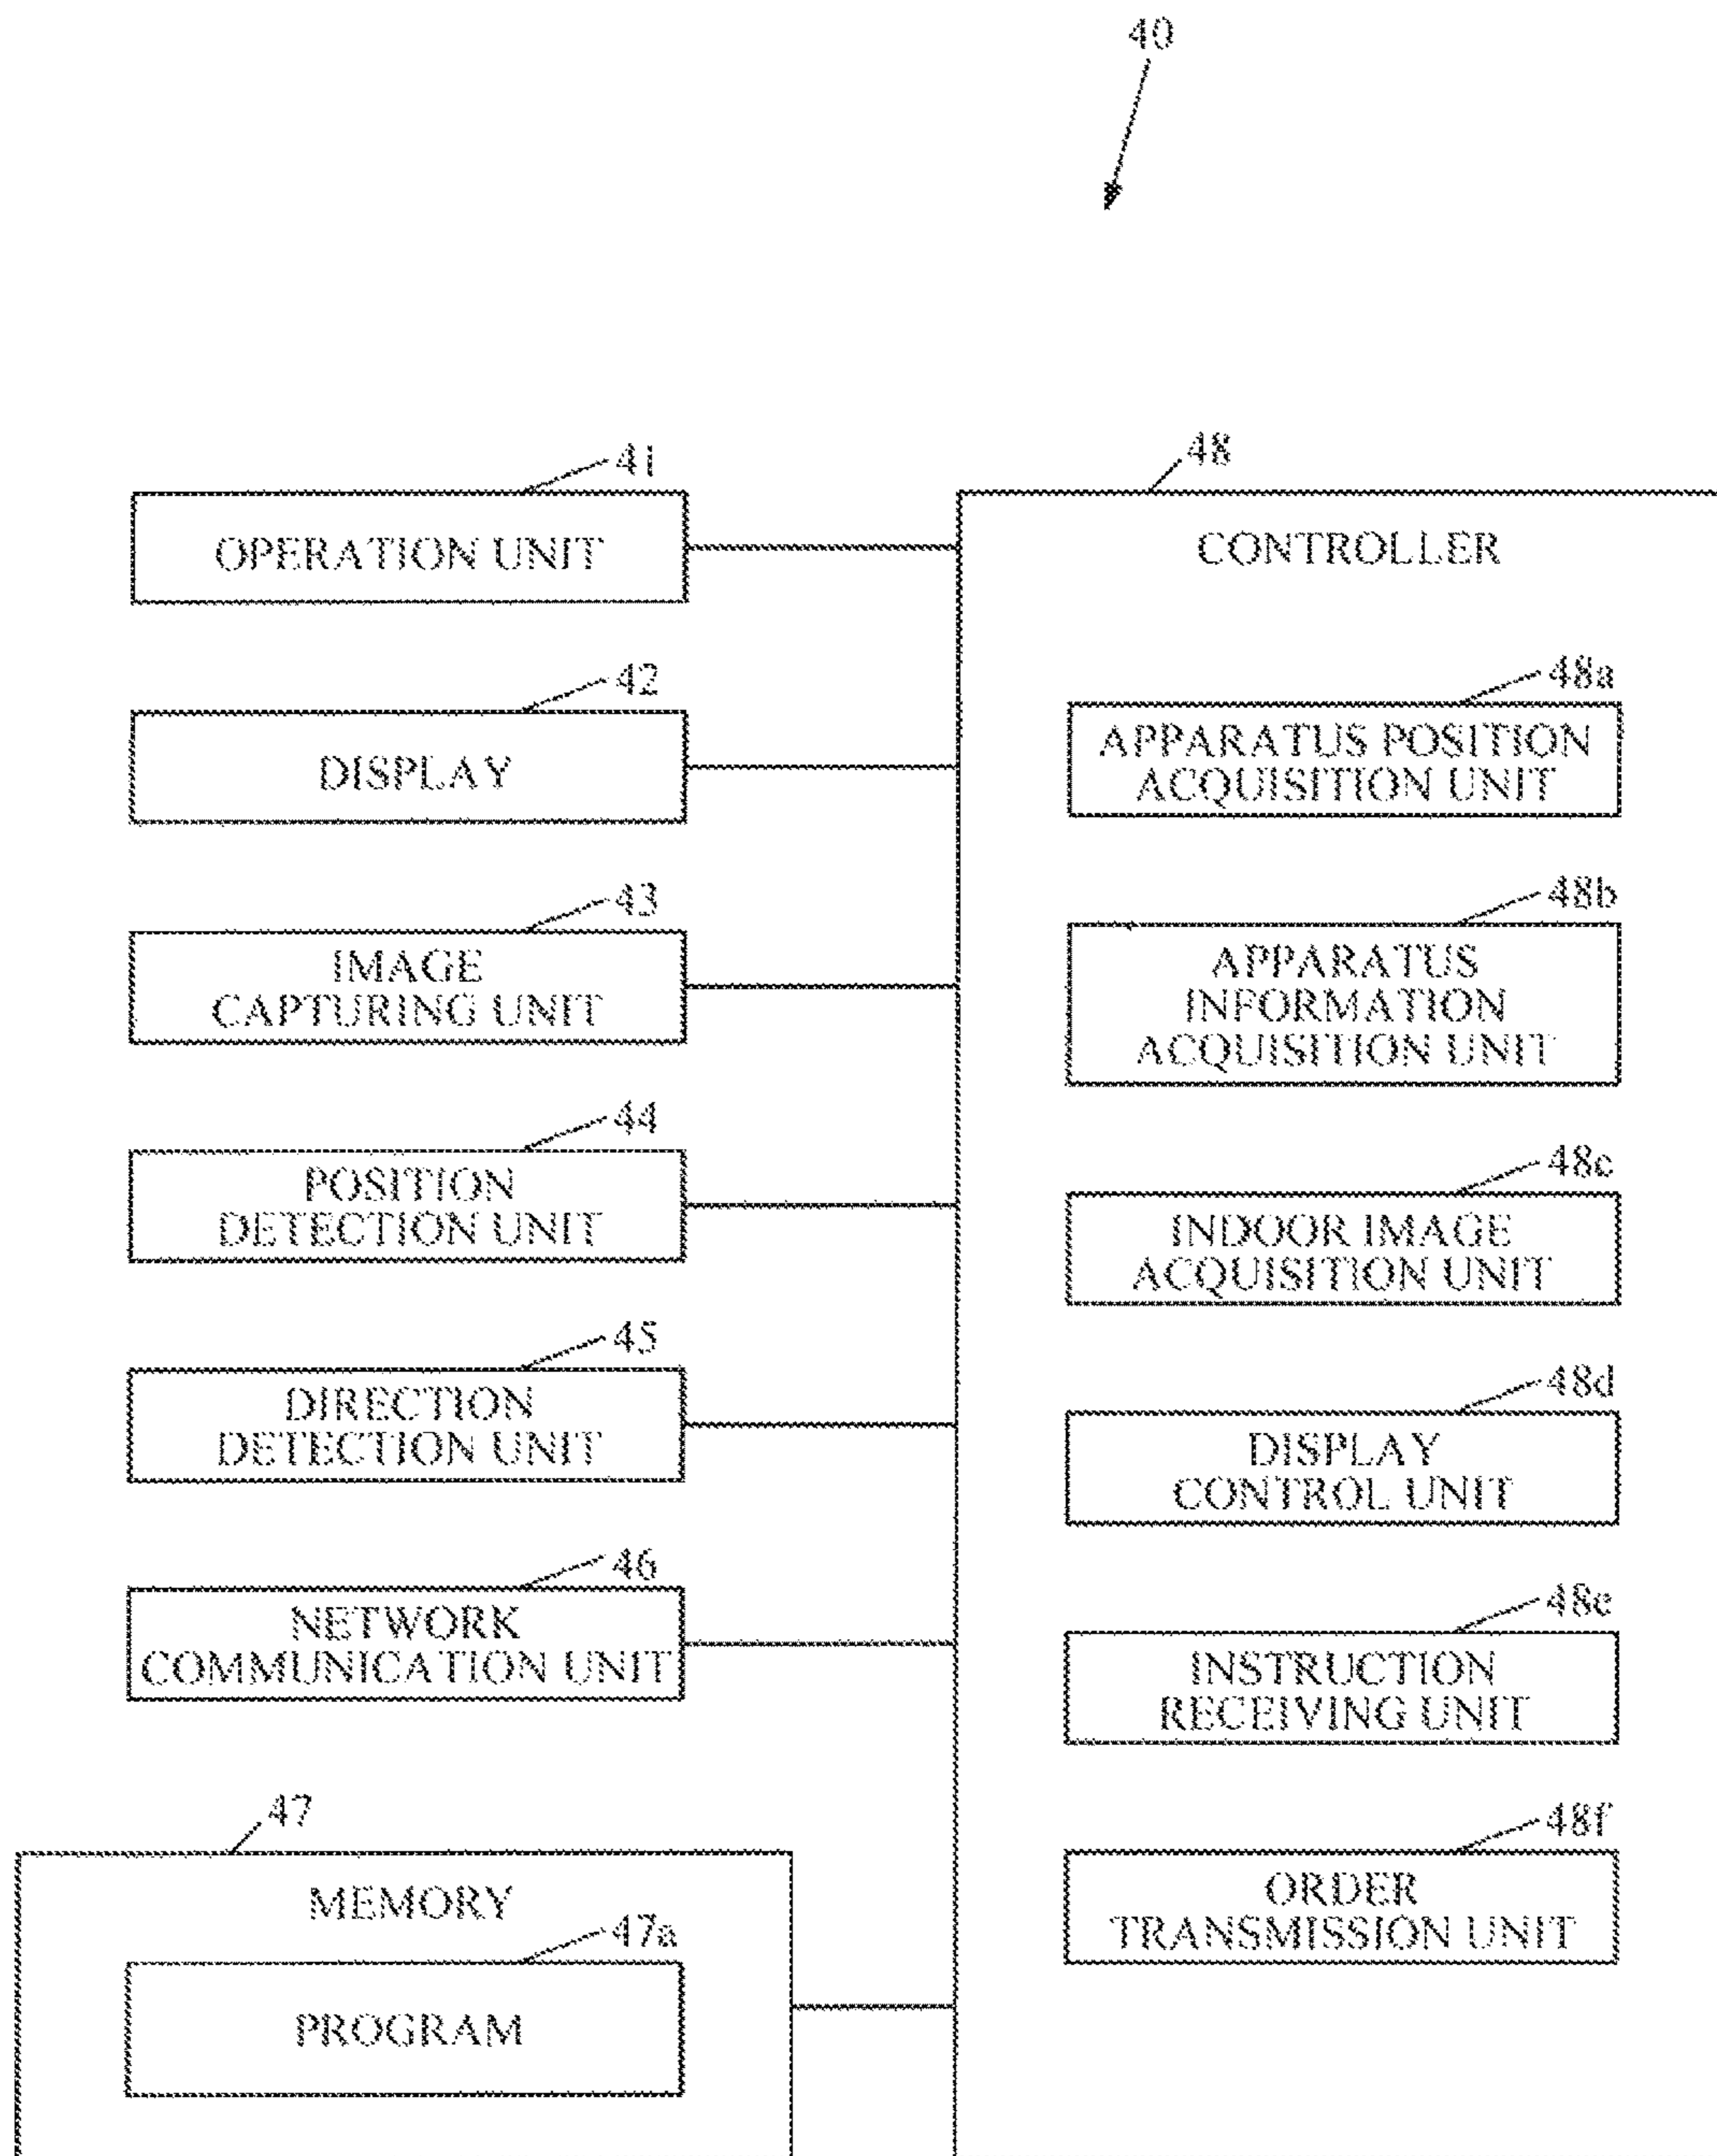 40
41
OPERATION UNIT
42
DISPLAY
43
IMAGE
CAPTURING UNIT
44
POSITION
DETECTION UNIT
45
DIRECTION
DETECTION UNIT
46
NETWORK
COMMUNICATION UNIT
47
MEMORY
47a
PROGRAM
48
CONTROLLER
48a
APPARATUS POSITION
ACQUISITION UNIT
48b
APPARATUS
INFORMATION
ACQUISITION UNIT
48c
INDOOR IMAGE
ACQUISITION UNIT
48d
DISPLAY
CONTROL UNIT
48e
INSTRUCTION
RECEIVING UNIT
48f
ORDER
TRANSMISSION UNIT